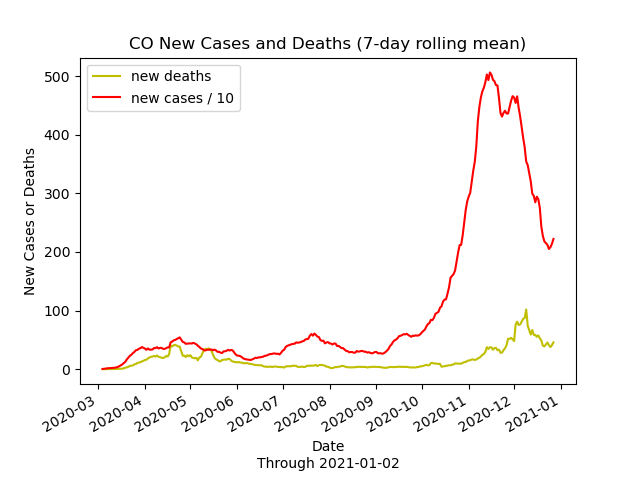 CO New Cases and Deaths (7-day rolling mean)
new deaths
new cases / 10
New Cases or Deaths
500
400
300
200
100
0
2020-03
2020-04
2020-05
2020-06
2020-07
2020-08
2020-09
2020-10
2020-11
2020-12
2021-01
Date
Through 2021-01-02